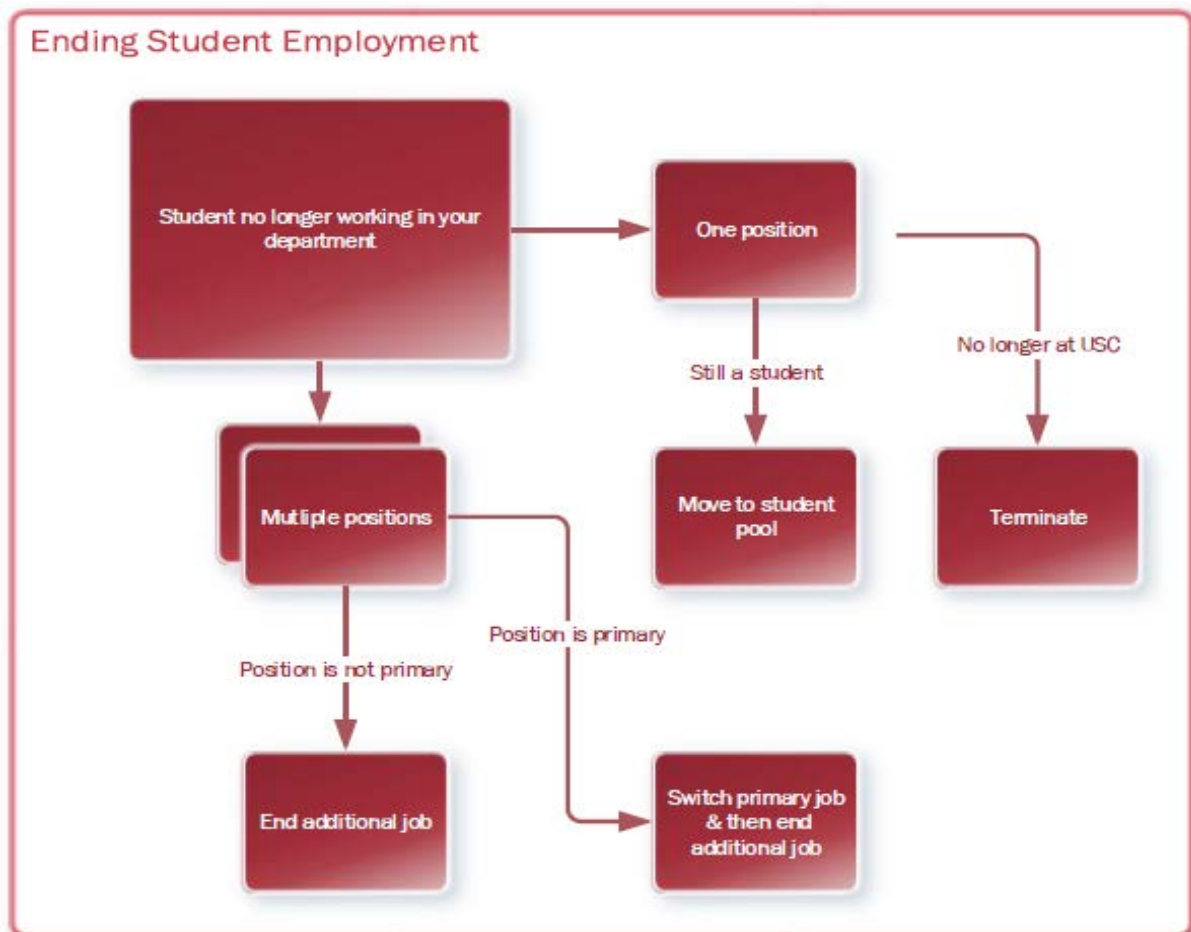 Ending Student Employment
Student no longer working in your
department
One position
No longer at USC
Still a student
Mutliple positions
Move to student
pool
Terminate
Position is primary
Position is not primary
End additional job
Switch primary job
& then end
additional job